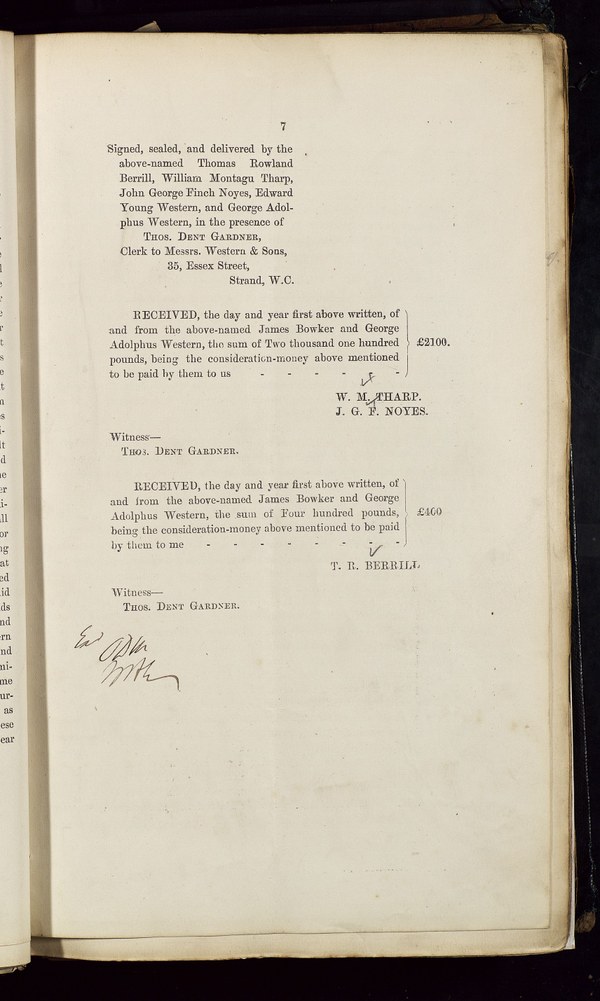 7
Signed, sealed, and delivered by the
above-named Thomas Rowland
Berrill, William Montagu Tharp,
John George Finch Noyes, Edward
Young Western, and George Adol-
phus Western, in the presence of
THOS. DENT GARDNER,
Clerk to Messrs. Western & Sons,
35, Essex Street,
Strand, W.C.
RECEIVED, the day and year first above written, of
and from the above-named James Bowker and George
Adolphus Western, the sum of Two thousand one hundred
pounds, being the consideration-money above mentioned
to be paid by them to us - - - - - -
£2100.
W. M. THARP.
J. G. F. NOYES.
Witness—
THOS. DENT GARDNER.
RECEIVED, the day and year first above written, of
and from the above-named James Bowker and George
Adolphus Western, the sum of Four hundred pounds,
being the consideration-money above mentioned to be paid
by them to me - - - - - - - -
£400
T. R. BERRILL
Witness—
THOS. DENT GARDNER.